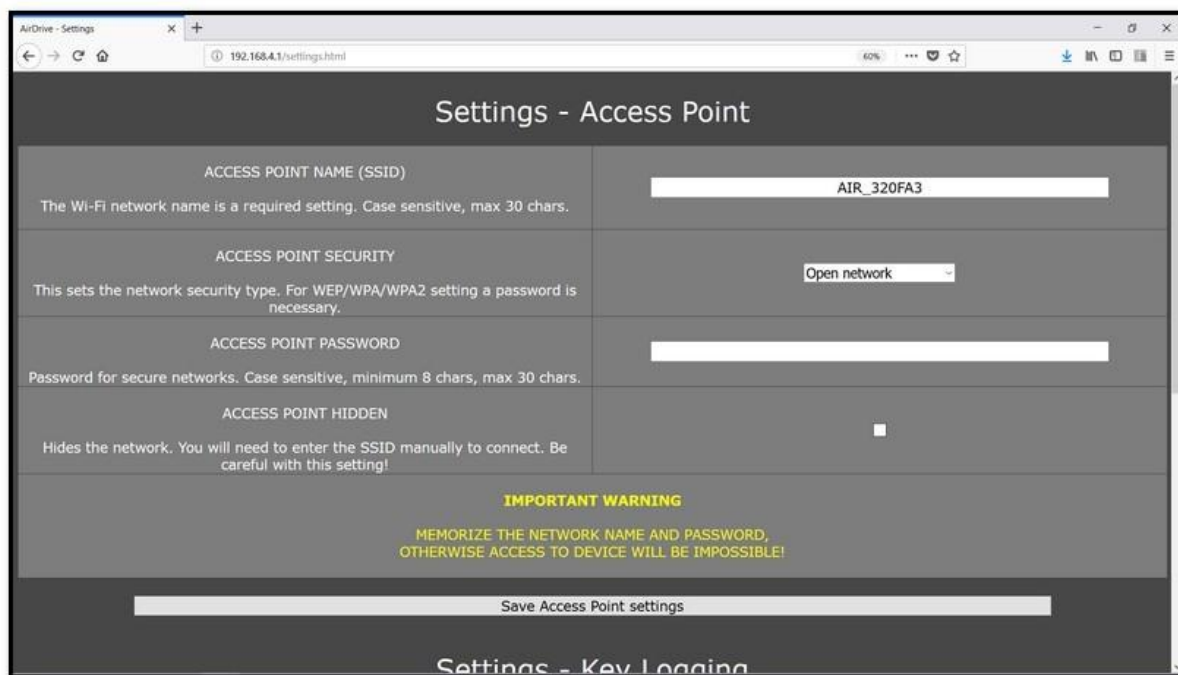 AirDrive - Settings
192.168.4.1/settings.html
60%
Settings - Access Point
ACCESS POINT NAME (SSID)
The Wi-Fi network name is a required setting. Case sensitive, max 30 chars.
AIR_320FA3
ACCESS POINT SECURITY
This sets the network security type. For WEP/WPA/WPA2 setting a password is
necessary.
Open network
ACCESS POINT PASSWORD
Password for secure networks. Case sensitive, minimum 8 chars, max 30 chars.
ACCESS POINT HIDDEN
Hides the network. You will need to enter the SSID manually to connect. Be
careful with this setting!
IMPORTANT WARNING
MEMORIZE THE NETWORK NAME AND PASSWORD,
OTHERWISE ACCESS TO DEVICE WILL BE IMPOSSIBLE!
Save Access Point settings
Settings - Key Logging